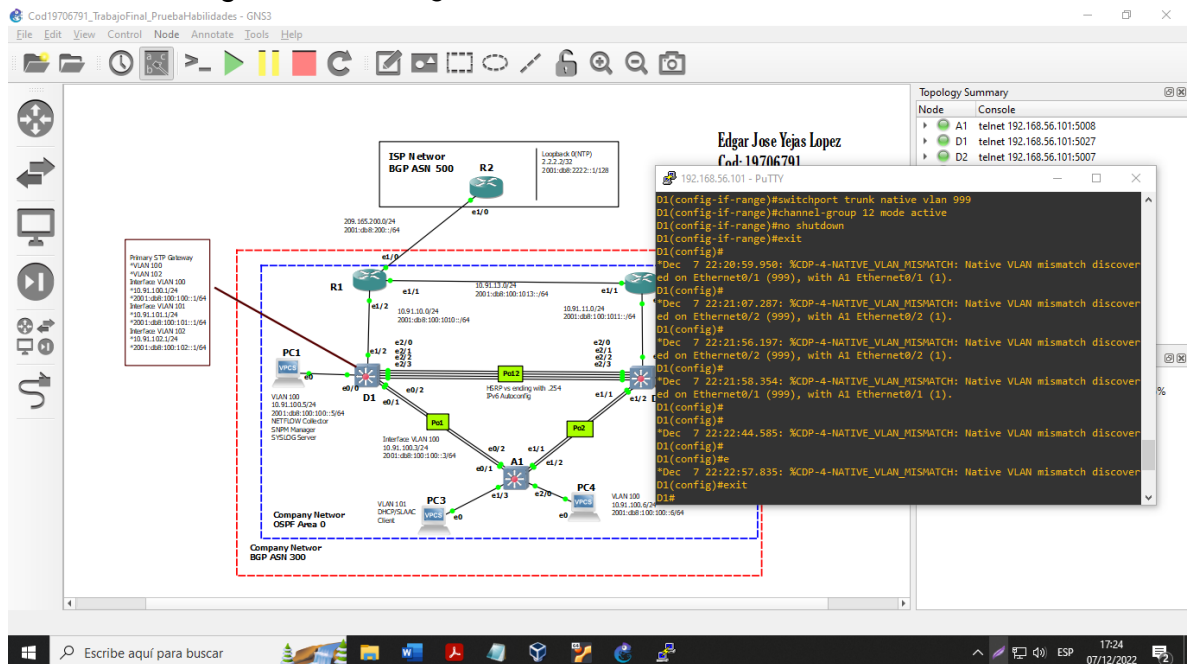 Cod19706791_TrabajoFinal_PruebaHabilidades - GNS3
File Edit View Control Node Annotate Tools Help
Topology Summary
Node Console
A1 telnet 192.168.56.101:5008
D1 telnet 192.168.56.101:5027
D2 telnet 192.168.56.101:5007
Edgar Jose Yejas Lopez
Cod: 19706791
ISP Networ
BGP ASN 500
R2
Loopback 0(NTP)
2.2.2.2/32
2001:db8:2222::1/128
e1/0
209.165.200.0/24
2001:db8:200::/64
Primary STP Gateway
*VLAN 100
*VLAN 102
Interface VLAN 100
*10.91.100.1/24
*2001:db8:100:100::1/64
Interface VLAN 101
*10.91.101.1/24
*2001:db8:100:101::1/64
Interface VLAN 102
*10.91.102.1/24
*2001:db8:100:102::1/64
e1/0
R1
e1/1
10.91.13.0/24
2001:db8:100:1013::/64
e1/1
e1/2
10.91.10.0/24
2001:db8:100:1010::/64
10.91.11.0/24
2001:db8:100:1011::/64
PC1
VPCS
e0
e1/2
e2/0
e2/1
e2/2
e2/3
e2/0
e2/1
e2/2
e2/3
Po12
e0/0
D1
e0/1
e0/2
HSRP vs ending with .254
IPv6 Autoconfig
e1/1
e1/2
D
VLAN 100
10.91.100.5/24
2001:db8:100:100::5/64
NETFLOW Collector
SNPM Manager
SYSLOG Server
Po1
Po2
Interface VLAN 100
10.91.100.3/24
2001:db8:100:100::3/64
e0/2
e1/1
e0/1
A1
e1/2
e1/3
e2/0
VLAN 101
DHCP/SLAAC
Client
PC3
VPCS
e0
PC4
VPCS
e0
VLAN 100
10.91.100.6/24
2001:db8:100:100::6/64
Company Networ
OSPF Area 0
Company Networ
BGP ASN 300
192.168.56.101 - PuTTY
D1(config-if-range)#switchport trunk native vlan 999
D1(config-if-range)#channel-group 12 mode active
D1(config-if-range)#no shutdown
D1(config-if-range)#exit
D1(config)#
*Dec  7 22:20:59.950: %CDP-4-NATIVE_VLAN_MISMATCH: Native VLAN mismatch discover
ed on Ethernet0/1 (999), with A1 Ethernet0/1 (1).
D1(config)#
*Dec  7 22:21:07.287: %CDP-4-NATIVE_VLAN_MISMATCH: Native VLAN mismatch discover
ed on Ethernet0/2 (999), with A1 Ethernet0/2 (1).
D1(config)#
*Dec  7 22:21:56.197: %CDP-4-NATIVE_VLAN_MISMATCH: Native VLAN mismatch discover
ed on Ethernet0/2 (999), with A1 Ethernet0/2 (1).
D1(config)#
*Dec  7 22:21:58.354: %CDP-4-NATIVE_VLAN_MISMATCH: Native VLAN mismatch discover
ed on Ethernet0/1 (999), with A1 Ethernet0/1 (1).
D1(config)#
D1(config)#
*Dec  7 22:22:44.585: %CDP-4-NATIVE_VLAN_MISMATCH: Native VLAN mismatch discover
D1(config)#
D1(config)#e
*Dec  7 22:22:57.835: %CDP-4-NATIVE_VLAN_MISMATCH: Native VLAN mismatch discover
D1(config)#exit
D1#
%
Escribe aquí para buscar
ESP
17:24
07/12/2022
2